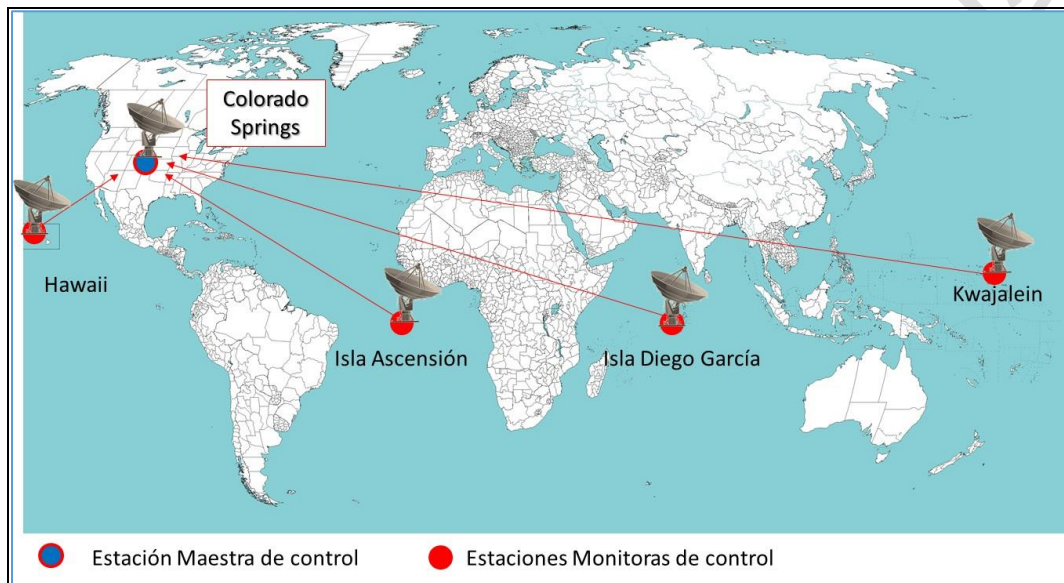 Colorado
Springs
Hawaii
Isla Ascensión
Isla Diego García
Kwajalein
Estación Maestra de control
Estaciones Monitoras de control